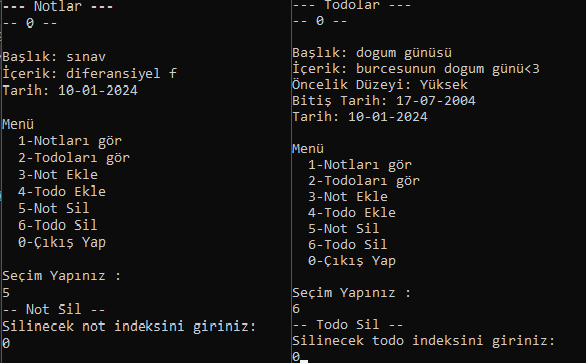 --- Notlar ---
-- 0 --
Başlık: sınav
İçerik: diferansiyel f
Tarih: 10-01-2024
Menü
1-Notları gör
2-Todoları gör
3-Not Ekle
4-Todo Ekle
5-Not Sil
6-Todo Sil
0-Çıkış Yap
Seçim Yapınız :
5
-- Not Sil --
Silinecek not indeksini giriniz:
0
--- Todolar ---
-- 0 --
Başlık: dogum günüsü
İçerik: burcesunun dogum günü<3
Öncelik Düzeyi: Yüksek
Bitiş Tarih: 17-07-2004
Tarih: 10-01-2024
Menü
1-Notları gör
2-Todoları gör
3-Not Ekle
4-Todo Ekle
5-Not Sil
6-Todo Sil
0-Çıkış Yap
Seçim Yapınız :
6
-- Todo Sil --
Silinecek todo indeksini giriniz:
0